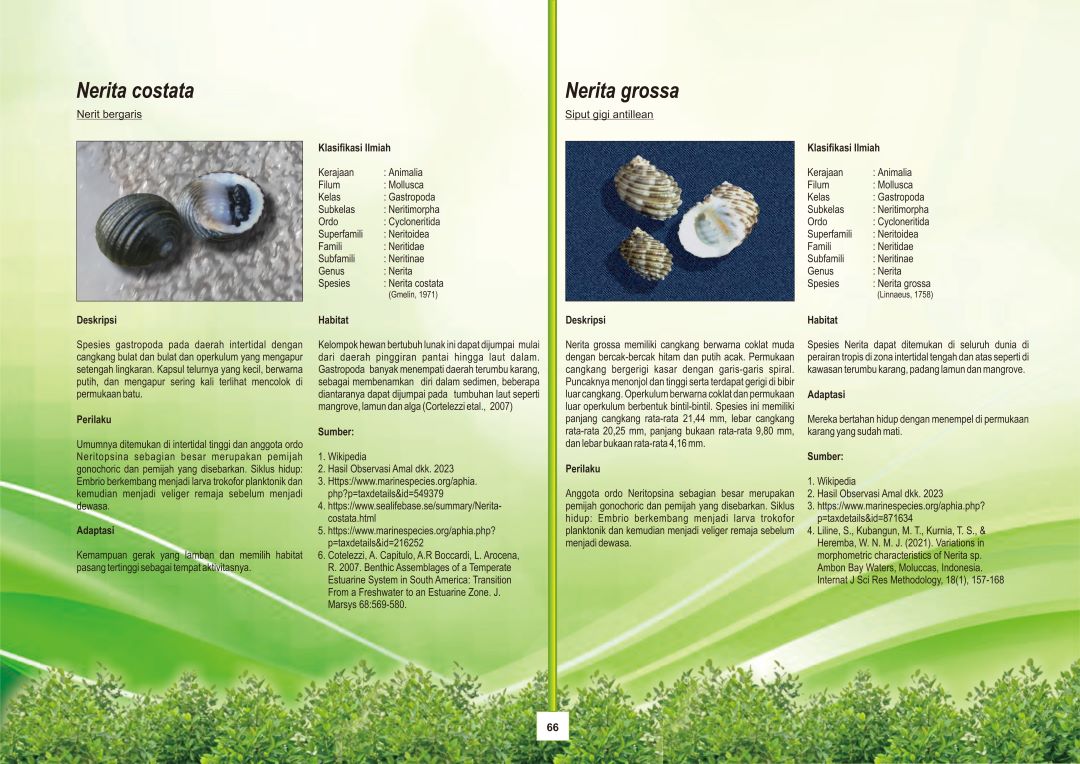 Nerita costata
Nerit bergaris
Klasifikasi Ilmiah
Kerajaan : Animalia
Filum : Mollusca
Kelas : Gastropoda
Subkelas : Neritimorpha
Ordo : Cycloneritida
Superfamili : Neritoidea
Famili : Neritidae
Subfamili : Neritinae
Genus : Nerita
Spesies : Nerita costata
(Gmelin, 1971)
Deskripsi
Spesies gastropoda pada daerah intertidal dengan
cangkang bulat dan bulat dan operkulum yang mengapur
setengah lingkaran. Kapsul telurnya yang kecil, berwarna
putih, dan mengapur sering kali terlihat mencolok di
permukaan batu.
Perilaku
Umumnya ditemukan di intertidal tinggi dan anggota ordo
Neritopsina sebagian besar merupakan pemijah
gonochoric dan pemijah yang disebarkan. Siklus hidup:
Embrio berkembang menjadi larva trokofor planktonik dan
kemudian menjadi veliger remaja sebelum menjadi
dewasa.
Adaptasi
Kemampuan gerak yang lamban dan memilih habitat
pasang tertinggi sebagai tempat aktivitasnya.
Habitat
Kelompok hewan bertubuh lunak ini dapat dijumpai mulai
dari daerah pinggiran pantai hingga laut dalam.
Gastropoda banyak menempati daerah terumbu karang,
sebagai membenamkan diri dalam sedimen, beberapa
diantaranya dapat dijumpai pada tumbuhan laut seperti
mangrove, lamun dan alga (Cortelezzi etal., 2007)
Sumber:
1. Wikipedia
2. Hasil Observasi Amal dkk. 2023
3. Https://www.marinespecies.org/aphia.
php?p=taxdetails&id=549379
4. https://www.sealifebase.se/summary/Nerita-
costata.html
5. https://www.marinespecies.org/aphia.php?
p=taxdetails&id=216252
6. Cotelezzi, A. Capitulo, A.R Boccardi, L. Arocena,
R. 2007. Benthic Assemblages of a Temperate
Estuarine System in South America: Transition
From a Freshwater to an Estuarine Zone. J.
Marsys 68:569-580.
Nerita grossa
Siput gigi antillean
Klasifikasi Ilmiah
Kerajaan : Animalia
Filum : Mollusca
Kelas : Gastropoda
Subkelas : Neritimorpha
Ordo : Cycloneritida
Superfamili : Neritoidea
Famili : Neritidae
Subfamili : Neritinae
Genus : Nerita
Spesies : Nerita grossa
(Linnaeus, 1758)
Deskripsi
Nerita grossa memiliki cangkang berwarna coklat muda
dengan bercak-bercak hitam dan putih acak. Permukaan
cangkang bergerigi kasar dengan garis-garis spiral.
Puncaknya menonjol dan tinggi serta terdapat gerigi di bibir
luar cangkang. Operkulum berwarna coklat dan permukaan
luar operkulum berbentuk bintil-bintil. Spesies ini memiliki
panjang cangkang rata-rata 21,44 mm, lebar cangkang
rata-rata 20,25 mm, panjang bukaan rata-rata 9,80 mm,
dan lebar bukaan rata-rata 4,16 mm.
Perilaku
Anggota ordo Neritopsina sebagian besar merupakan
pemijah gonochoric dan pemijah yang disebarkan. Siklus
hidup: Embrio berkembang menjadi larva trokofor
planktonik dan kemudian menjadi veliger remaja sebelum
menjadi dewasa.
Habitat
Spesies Nerita dapat ditemukan di seluruh dunia di
perairan tropis di zona intertidal tengah dan atas seperti di
kawasan terumbu karang, padang lamun dan mangrove.
Adaptasi
Mereka bertahan hidup dengan menempel di permukaan
karang yang sudah mati.
Sumber:
1. Wikipedia
2. Hasil Observasi Amal dkk. 2023
3. https://www.marinespecies.org/aphia.php?
p=taxdetails&id=871634
4. Liline, S., Kubangun, M. T., Kurnia, T. S., &
Heremba, W. N. M. J. (2021). Variations in
morphometric characteristics of Nerita sp.
Ambon Bay Waters, Moluccas, Indonesia.
Internat J Sci Res Methodology, 18(1), 157-168
66